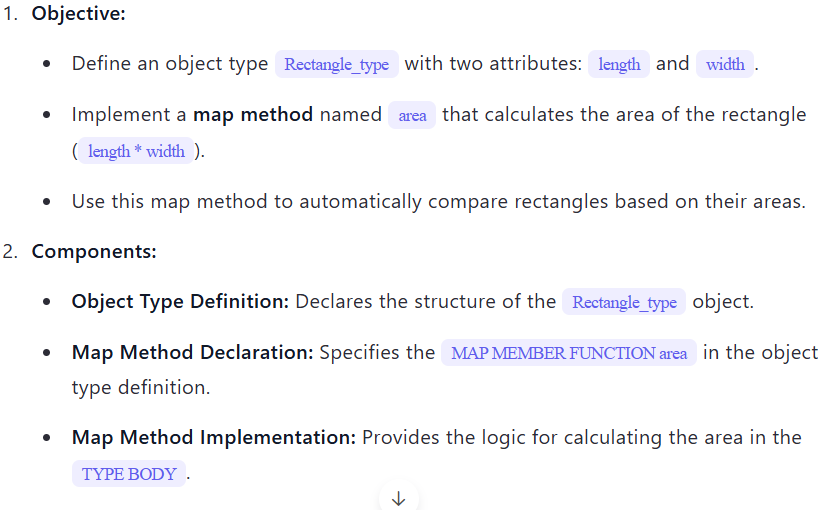 1. Objective:
• Define an object type Rectangle_type with two attributes: length and width.
• Implement a map method named area that calculates the area of the rectangle
(length * width).
• Use this map method to automatically compare rectangles based on their areas.
2. Components:
• Object Type Definition: Declares the structure of the Rectangle_type object.
• Map Method Declaration: Specifies the MAP MEMBER FUNCTION area in the object
type definition.
• Map Method Implementation: Provides the logic for calculating the area in the
TYPE BODY.